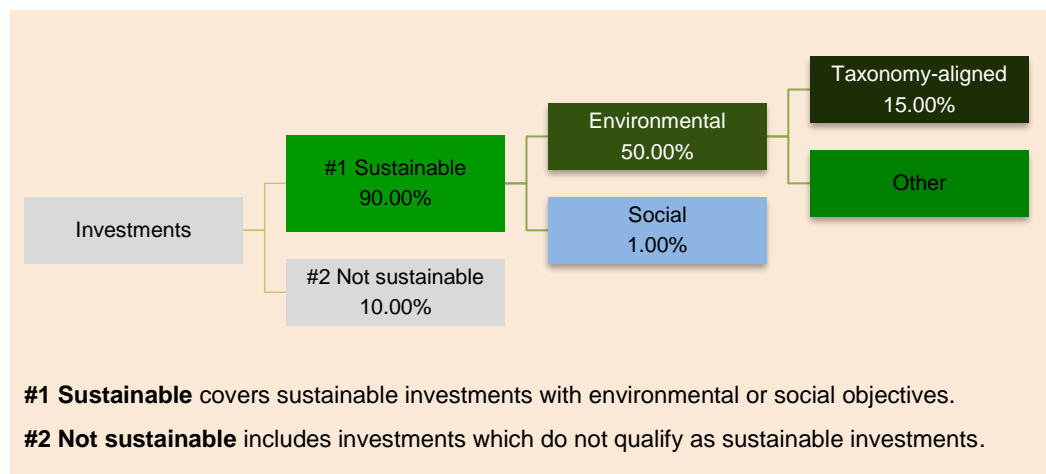 Investments
#1 Sustainable
90.00%
#2 Not sustainable
10.00%
Environmental
50.00%
Social
1.00%
Taxonomy-aligned
15.00%
Other
#1 Sustainable covers sustainable investments with environmental or social objectives.
#2 Not sustainable includes investments which do not qualify as sustainable investments.